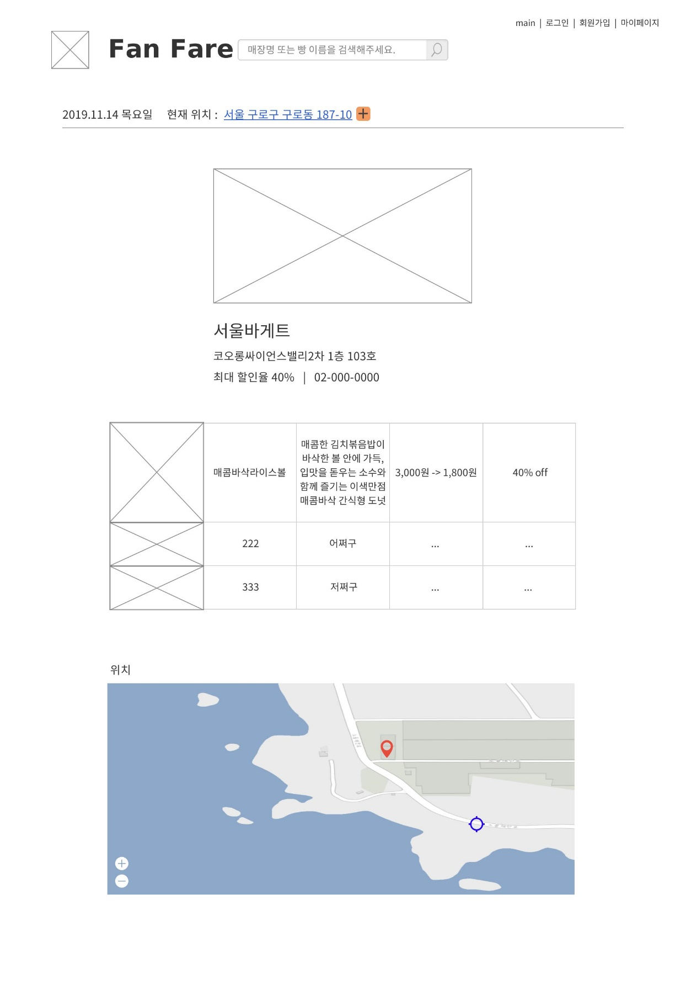 main | 로그인 | 회원가입 | 마이페이지
Fan Fare
매장명 또는 빵 이름을 검색해주세요.
2019.11.14 목요일 현재 위치 : 서울 구로구 구로동 187-10
서울바게트
코오롱싸이언스밸리2차 1층 103호
최대 할인율 40% | 02-000-0000
매콤바삭라이스볼
매콤한 김치볶음밥이
바삭한 볼 안에 가득,
입맛을 돋우는 소수와
함께 즐기는 이색만점
매콤바삭 간식형 도넛
3,000원 -> 1,800원
40% off
222
어쩌구
...
...
333
저쩌구
...
...
위치